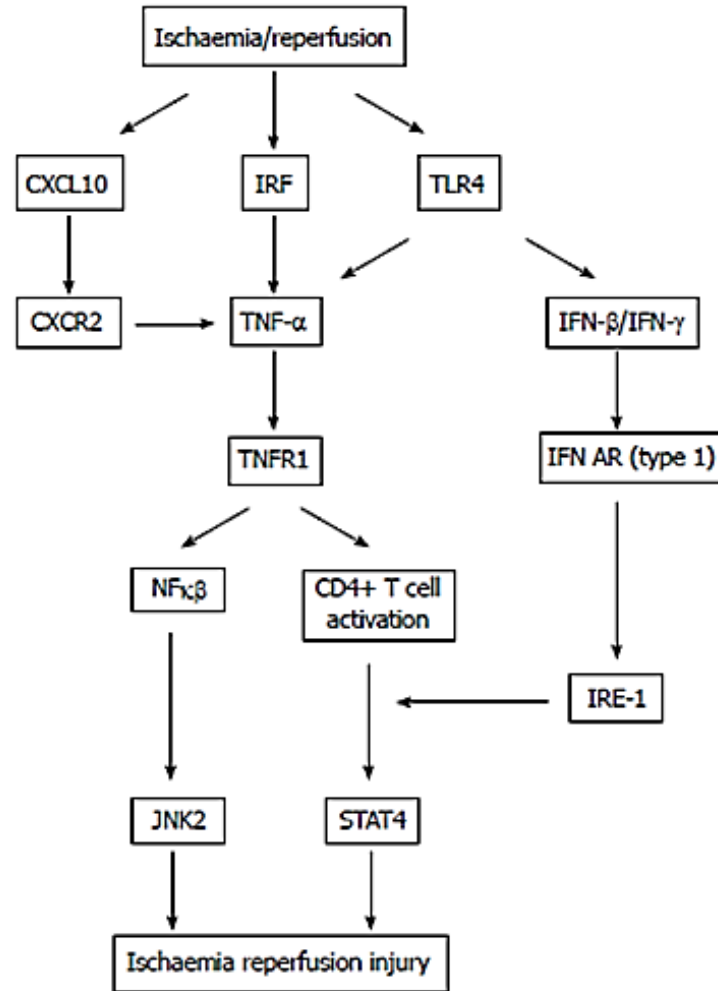 Ischaemia/reperfusion
CXCL10
IRF
TLR4
CXCR2
TNF-α
IFN-β/IFN-γ
TNFR1
IFN AR (type 1)
NFκβ
CD4+ T cell
activation
IRE-1
JNK2
STAT4
Ischaemia reperfusion injury